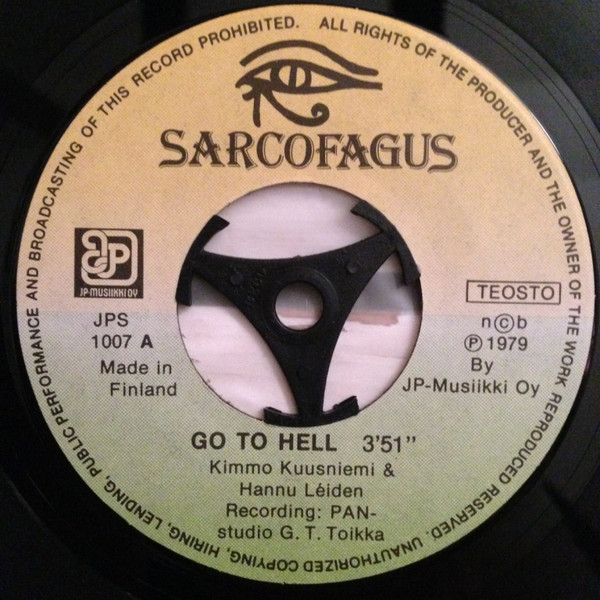 ALL RIGHTS OF THE PRODUCER AND THE OWNER OF THE WORK REPRODUCED RESERVED. UNAUTHORIZED COPYING, HIRING, LENDING, PUBLIC PERFORMANCE AND BROADCASTING OF THIS RECORD PROHIBITED.
SARCOFAGUS
JP
JP-MUSIIKKI OY
JPS
1007 A
Made in
Finland
TEOSTO
n©b
℗ 1979
By
JP-Musiikki Oy
GO TO HELL 3'51"
Kimmo Kuusniemi &
Hannu Léiden
Recording: PAN-
studio G. T. Toikka